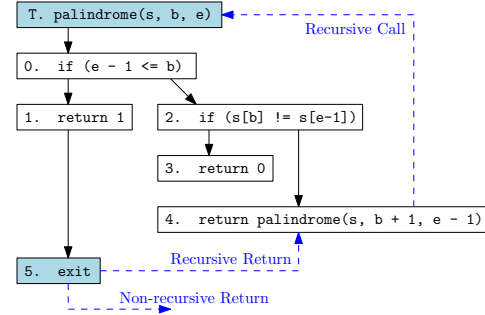 T. palindrome(s, b, e)
Recursive Call
0. if (e - 1 <= b)
1. return 1
2. if (s[b] != s[e-1])
3. return 0
4. return palindrome(s, b + 1, e - 1)
Recursive Return
5. exit
Non-recursive Return